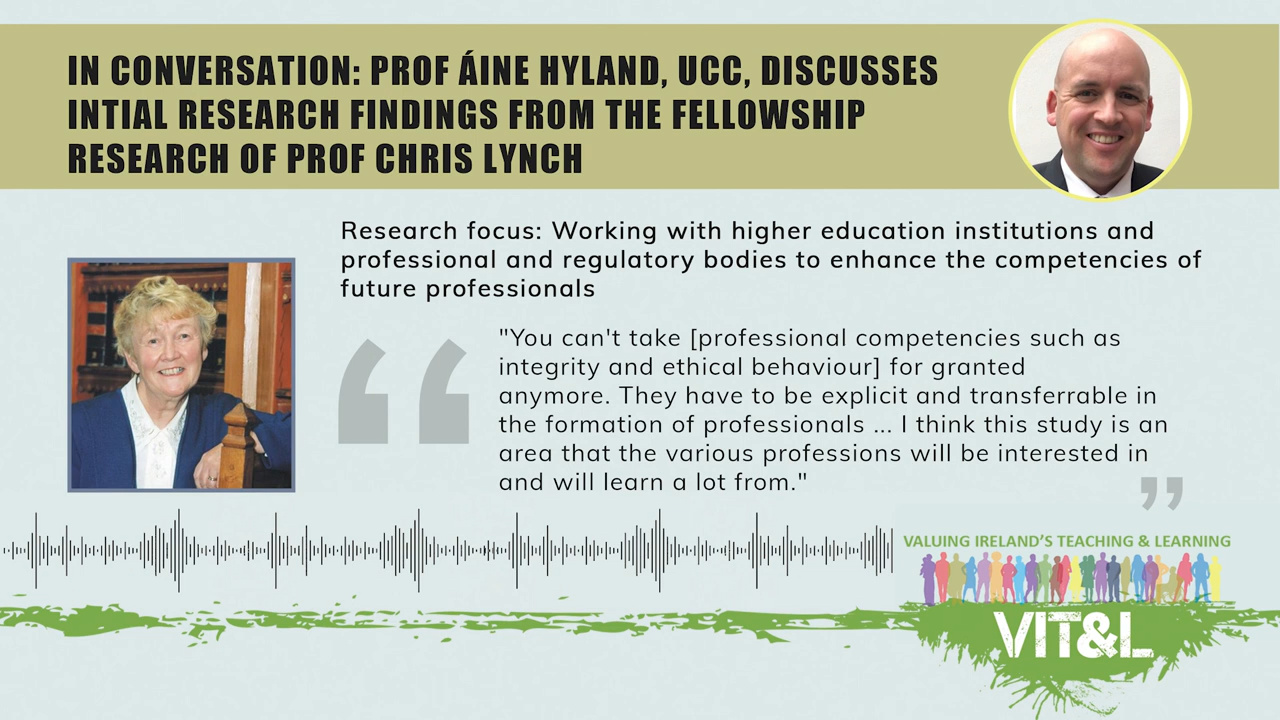 IN CONVERSATION: PROF ÁINE HYLAND, UCC, DISCUSSES
INTIAL RESEARCH FINDINGS FROM THE FELLOWSHIP
RESEARCH OF PROF CHRIS LYNCH
Research focus: Working with higher education institutions and
professional and regulatory bodies to enhance the competencies of
future professionals
"You can't take [professional competencies such as
integrity and ethical behaviour] for granted
anymore. They have to be explicit and transferrable in
the formation of professionals ... I think this study is an
area that the various professions will be interested in
and will learn a lot from."
VALUING IRELAND'S TEACHING & LEARNING
VIT&L